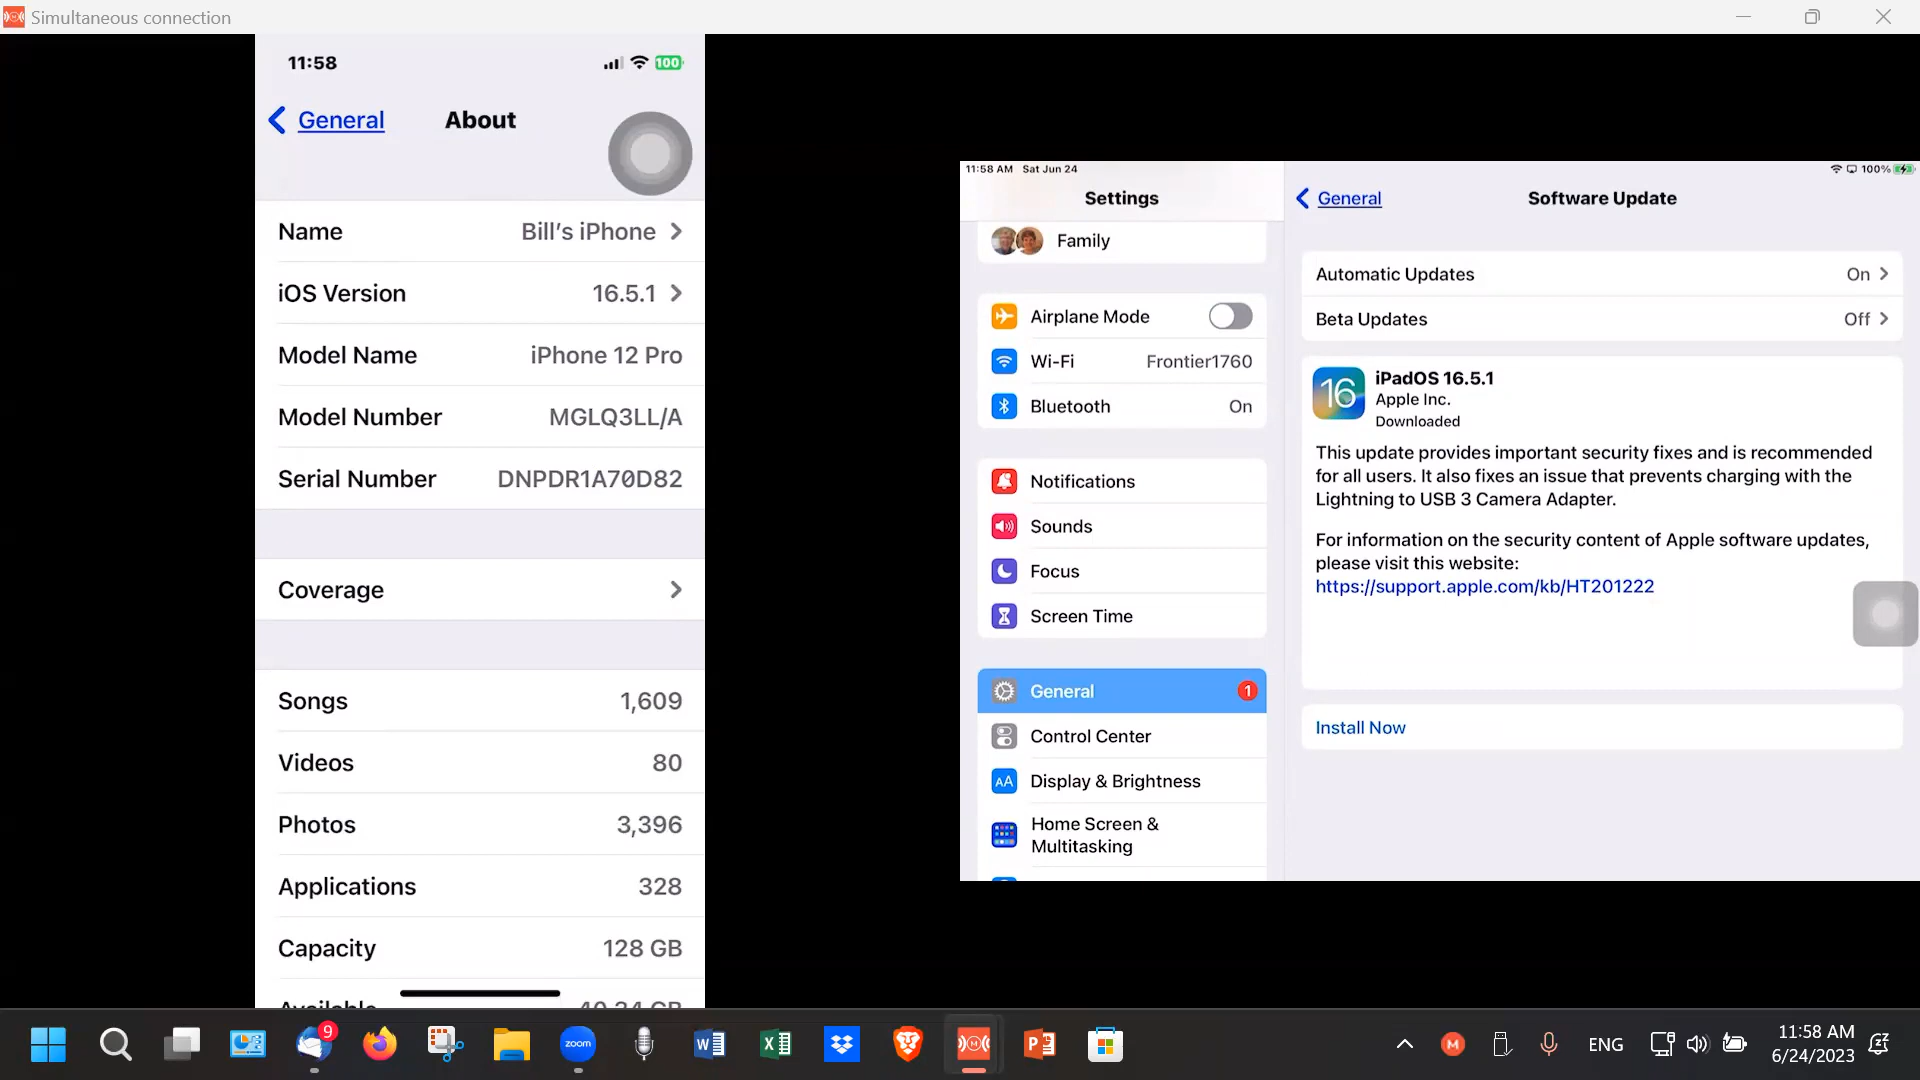 Simultaneous connection
11:58
100
General
About
Name Bill's iPhone
iOS Version 16.5.1
Model Name iPhone 12 Pro
Model Number MGLQ3LL/A
Serial Number DNPDR1A70D82
Coverage
Songs 1,609
Videos 80
Photos 3,396
Applications 328
Capacity 128 GB
Available 40.34 GB
11:58 AM Sat Jun 24
100%
Settings
Family
Airplane Mode
Wi-Fi Frontier1760
Bluetooth On
Notifications
Sounds
Focus
Screen Time
General 1
Control Center
AA Display & Brightness
Home Screen &
Multitasking
General
Software Update
Automatic Updates On
Beta Updates Off
16
iPadOS 16.5.1
Apple Inc.
Downloaded
This update provides important security fixes and is recommended
for all users. It also fixes an issue that prevents charging with the
Lightning to USB 3 Camera Adapter.
For information on the security content of Apple software updates,
please visit this website:
https://support.apple.com/kb/HT201222
Install Now
9
zoom
W
X
M
P
M
ENG
11:58 AM
6/24/2023